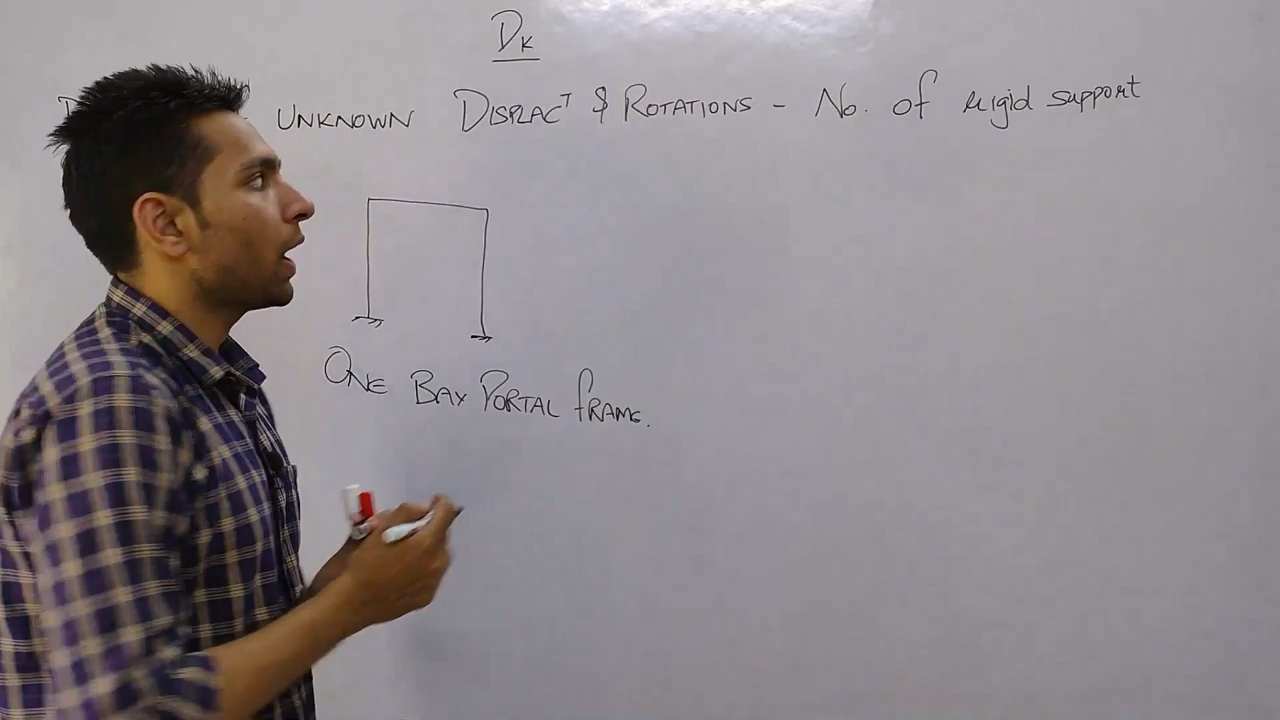 Dk
UNKNOWN DISPLACT & ROTATIONS - No. of rigid support
ONE BAY PORTAL FRAME.